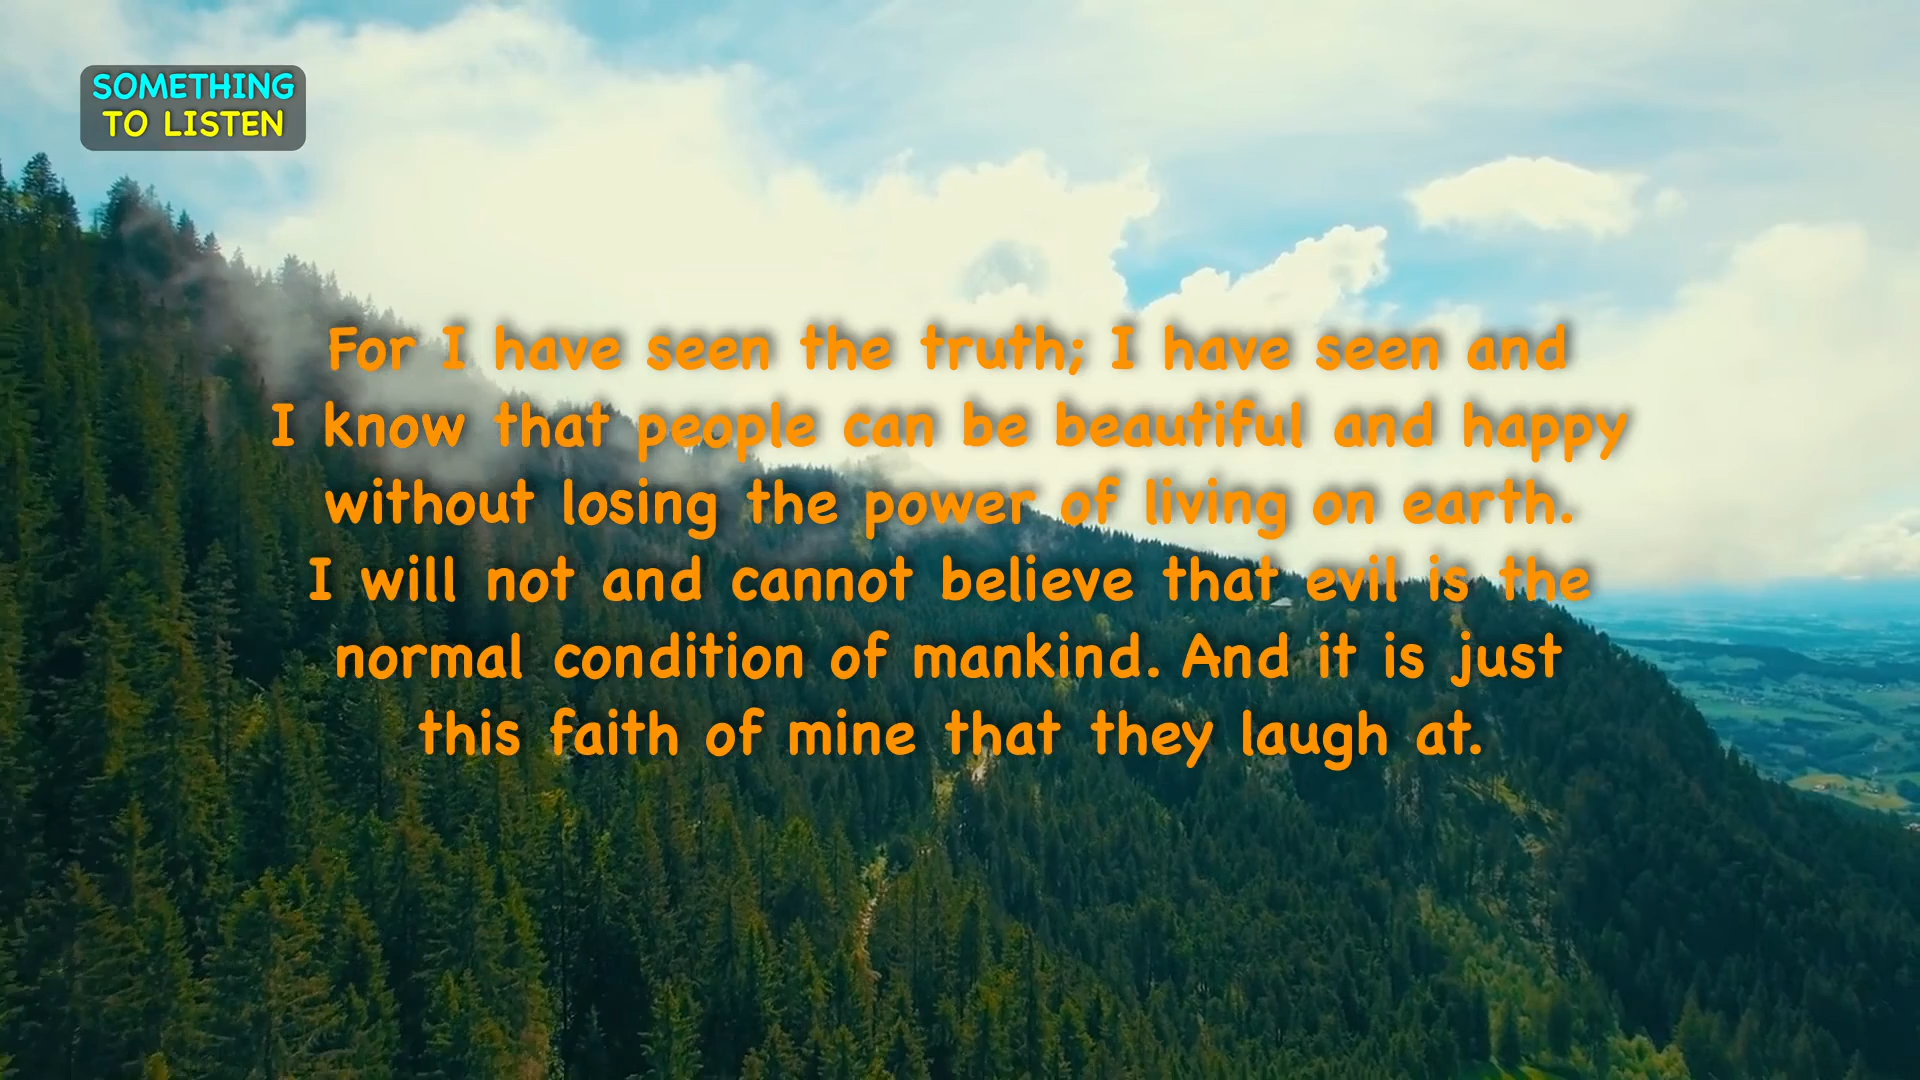 SOMETHING
TO LISTEN
For I have seen the truth; I have seen and
I know that people can be beautiful and happy
without losing the power of living on earth.
I will not and cannot believe that evil is the
normal condition of mankind. And it is just
this faith of mine that they laugh at.